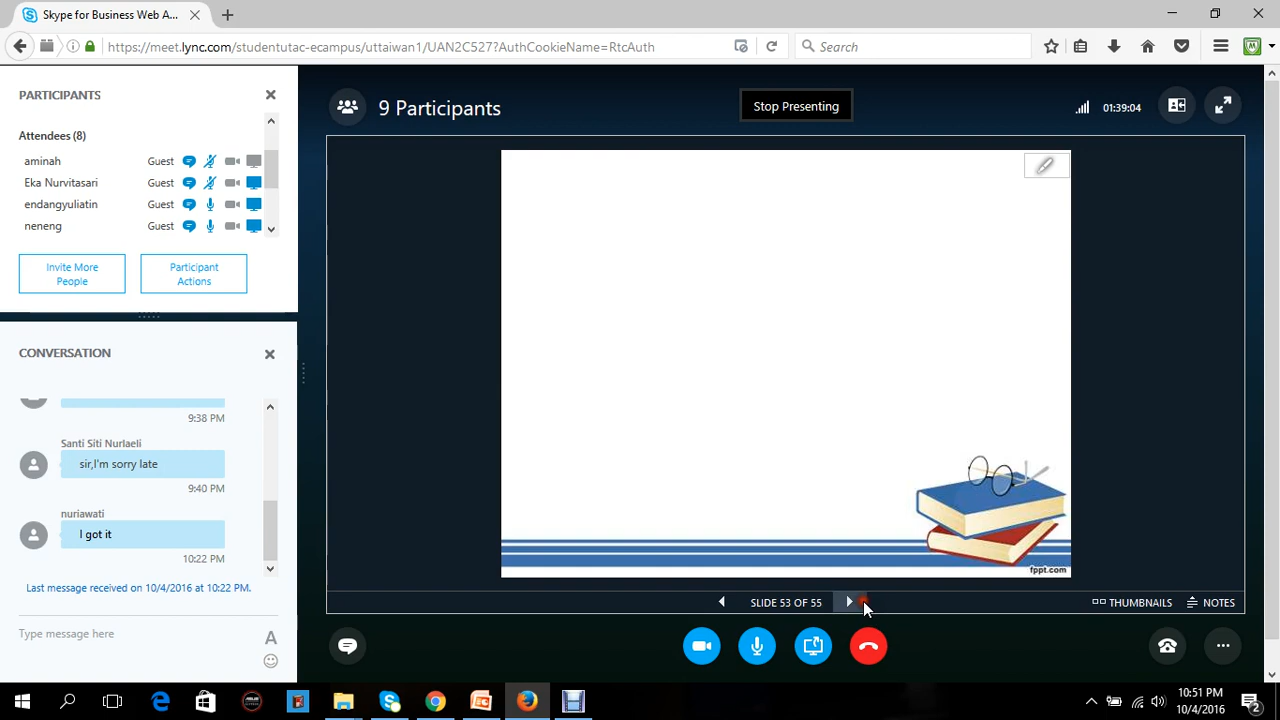 Skype for Business Web A...
https://meet.lync.com/studentutac-ecampus/uttaiwan1/UAN2C527?AuthCookieName=RtcAuth
Search
PARTICIPANTS
Attendees (8)
aminah Guest
Eka Nurvitasari Guest
endangyuliatin Guest
neneng Guest
Invite More
People
Participant
Actions
CONVERSATION
9:38 PM
Santi Siti Nurlaeli
sir,I'm sorry late
9:40 PM
nuriawati
I got it
10:22 PM
Last message received on 10/4/2016 at 10:22 PM.
Type message here
A
9 Participants
Stop Presenting
01:39:04
fppt.com
SLIDE 53 OF 55
THUMBNAILS
NOTES
10:51 PM
10/4/2016
2